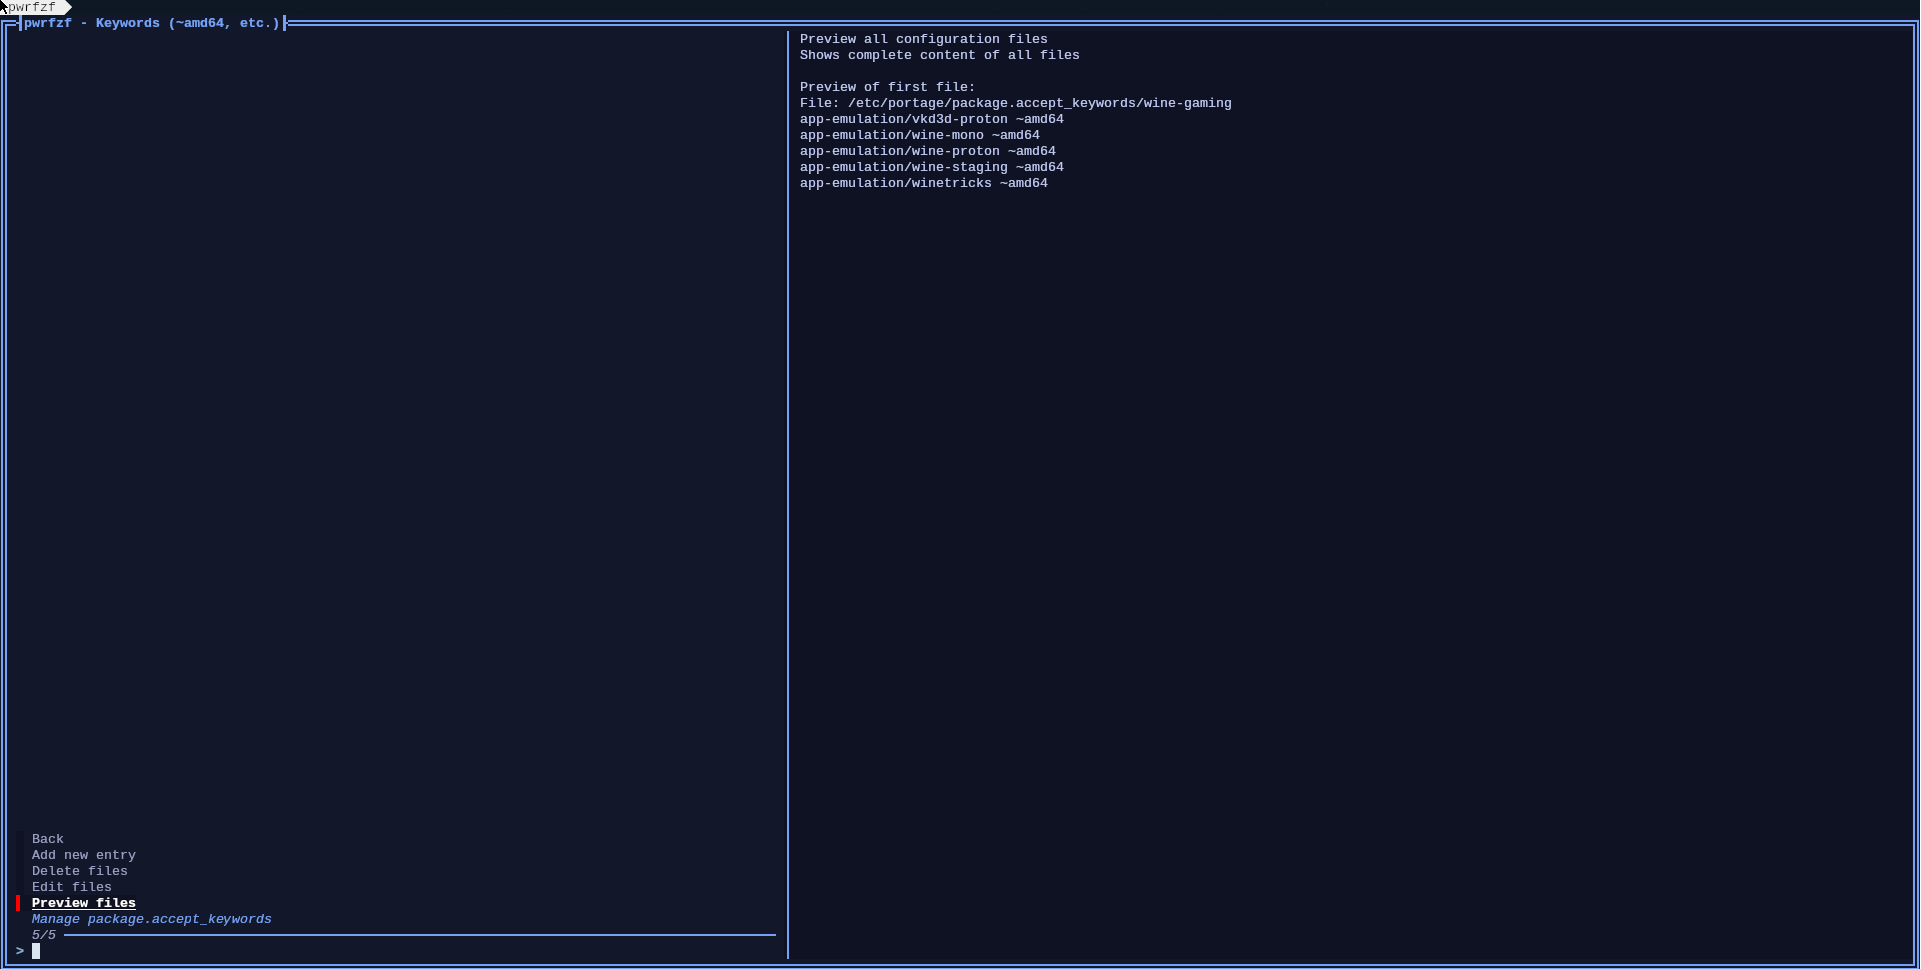 pwrfzf
pwrfzf - Keywords (~amd64, etc.)
Preview all configuration files
Shows complete content of all files
Preview of first file:
File: /etc/portage/package.accept_keywords/wine-gaming
app-emulation/vkd3d-proton ~amd64
app-emulation/wine-mono ~amd64
app-emulation/wine-proton ~amd64
app-emulation/wine-staging ~amd64
app-emulation/winetricks ~amd64
Back
Add new entry
Delete files
Edit files
Preview files
Manage package.accept_keywords
5/5
>